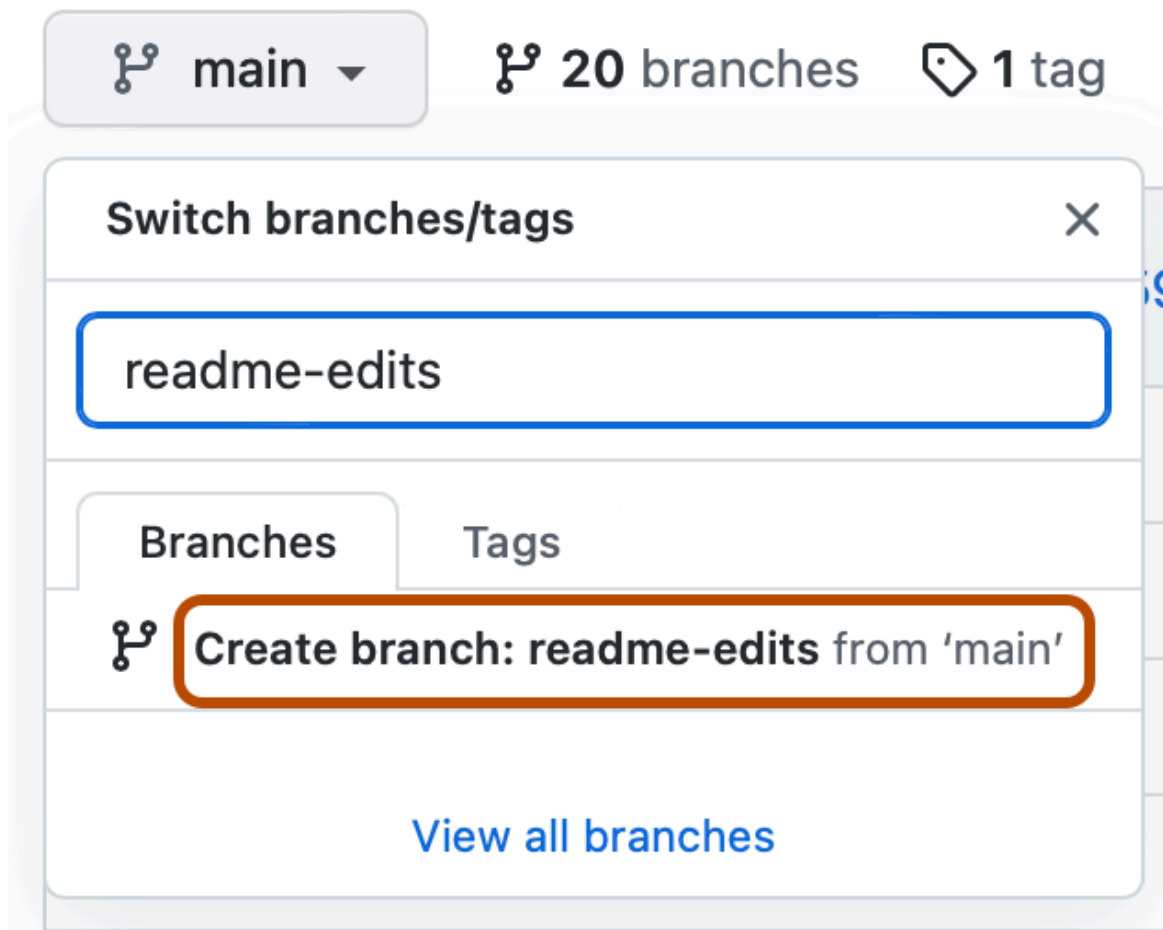 main 20 branches 1 tag
Switch branches/tags
readme-edits
Branches Tags
Create branch: readme-edits from ‘main’
View all branches